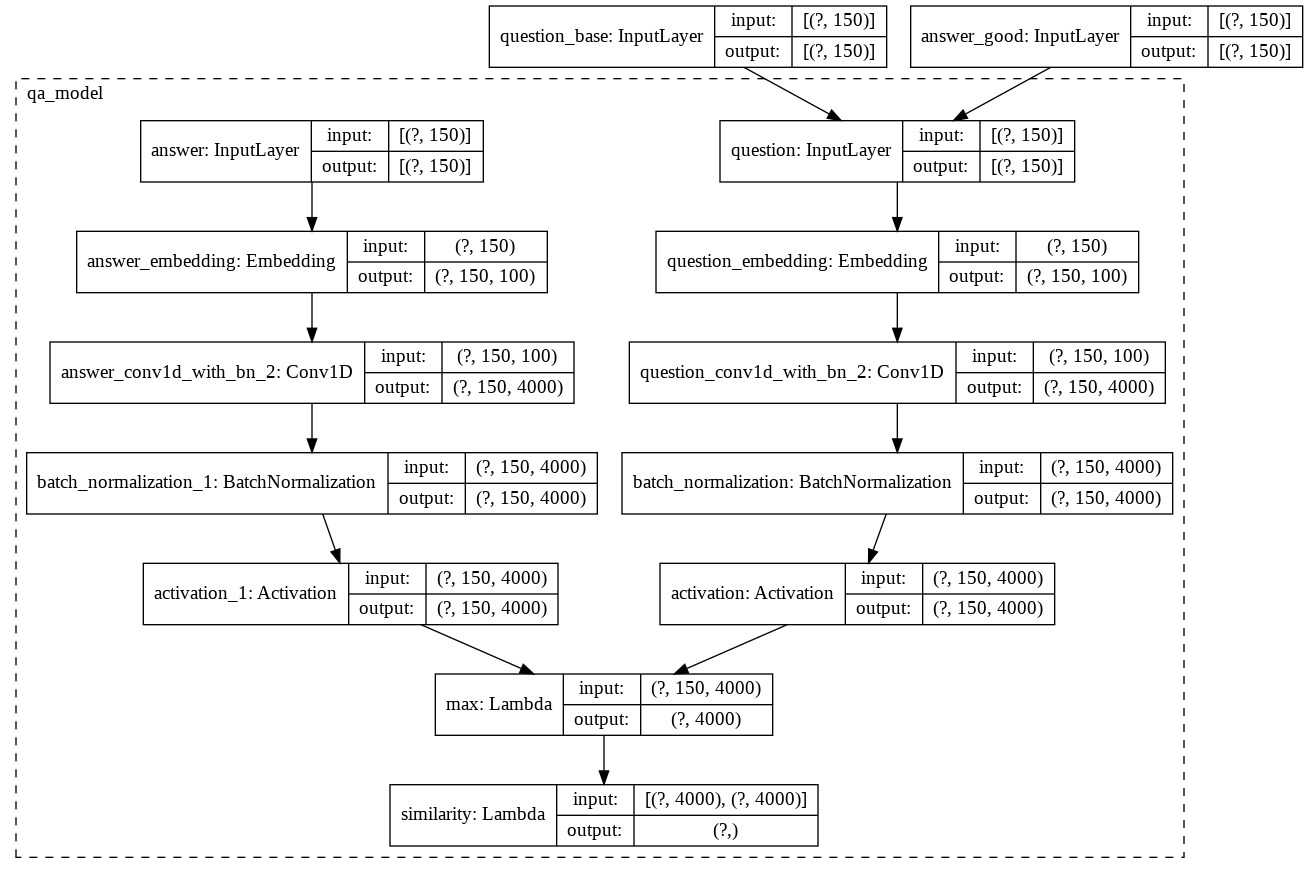 question_base: InputLayer input: [(?, 150)] output: [(?, 150)]
answer_good: InputLayer input: [(?, 150)] output: [(?, 150)]
qa_model
answer: InputLayer input: [(?, 150)] output: [(?, 150)]
question: InputLayer input: [(?, 150)] output: [(?, 150)]
answer_embedding: Embedding input: (?, 150) output: (?, 150, 100)
question_embedding: Embedding input: (?, 150) output: (?, 150, 100)
answer_conv1d_with_bn_2: Conv1D input: (?, 150, 100) output: (?, 150, 4000)
question_conv1d_with_bn_2: Conv1D input: (?, 150, 100) output: (?, 150, 4000)
batch_normalization_1: BatchNormalization input: (?, 150, 4000) output: (?, 150, 4000)
batch_normalization: BatchNormalization input: (?, 150, 4000) output: (?, 150, 4000)
activation_1: Activation input: (?, 150, 4000) output: (?, 150, 4000)
activation: Activation input: (?, 150, 4000) output: (?, 150, 4000)
max: Lambda input: (?, 150, 4000) output: (?, 4000)
similarity: Lambda input: [(?, 4000), (?, 4000)] output: (?,)